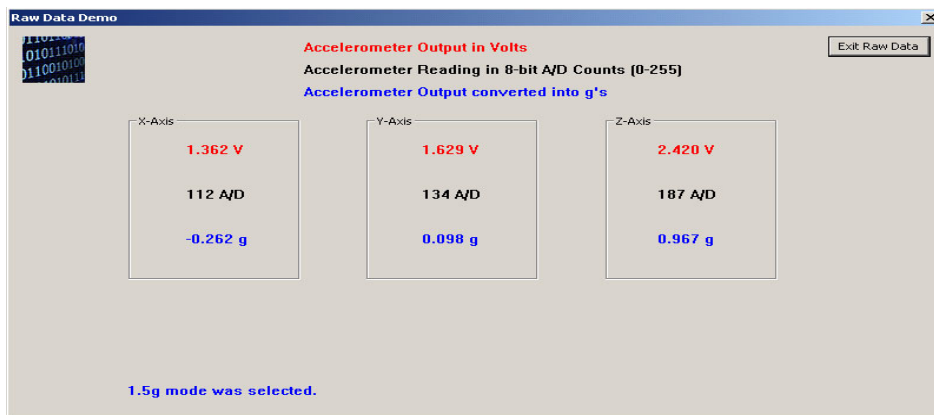 Raw Data Demo
Accelerometer Output in Volts
Exit Raw Data
Accelerometer Reading in 8-bit A/D Counts (0-255)
Accelerometer Output converted into g's
X-Axis
1.362 V
112 A/D
-0.262 g
Y-Axis
1.629 V
134 A/D
0.098 g
Z-Axis
2.420 V
187 A/D
0.967 g
1.5g mode was selected.